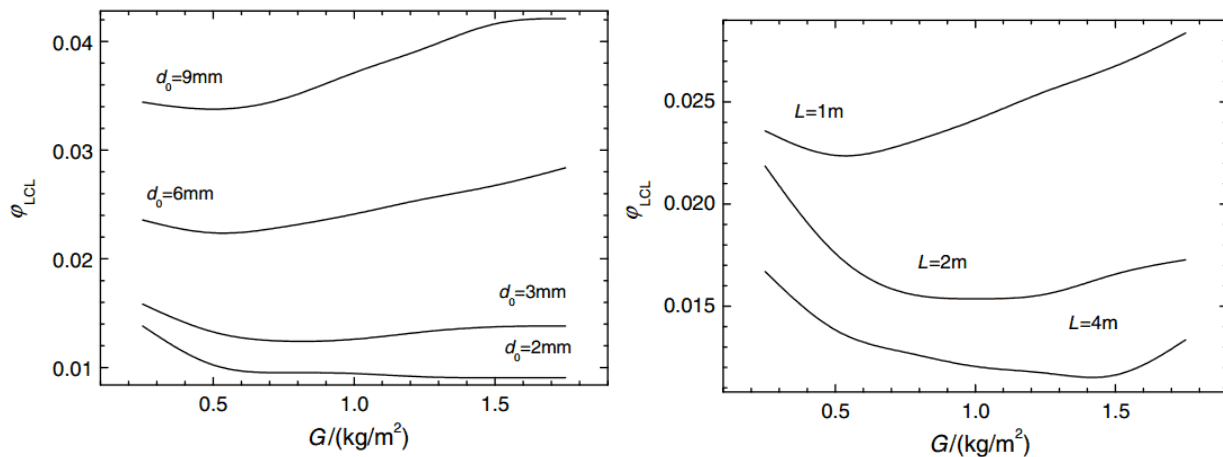 0.04
0.03
0.02
0.01
φLCL
d₀=9mm
d₀=6mm
d₀=3mm
d₀=2mm
0.5
1.0
1.5
G/(kg/m²)
0.025
0.020
0.015
φLCL
L=1m
L=2m
L=4m
0.5
1.0
1.5
G/(kg/m²)